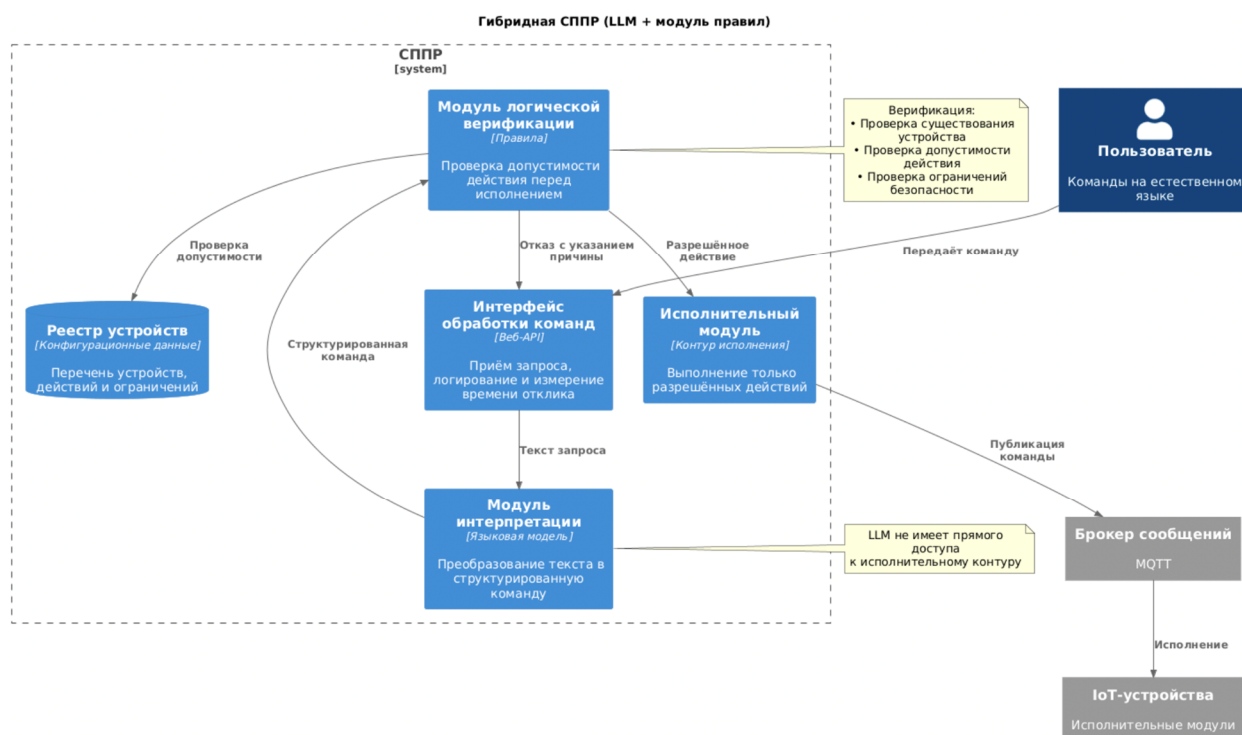 Гибридная СППР (LLM + модуль правил)
СППР
[system]
Модуль логической
верификации
[Правила]
Проверка допустимости
действия перед
исполнением
Верификация:
• Проверка существования
устройства
• Проверка допустимости
действия
• Проверка ограничений
безопасности
Пользователь
Команды на естественном
языке
Проверка
допустимости
Отказ с указанием
причины
Разрешённое
действие
Передаёт команду
Реестр устройств
[Конфигурационные данные]
Перечень устройств,
действий и ограничений
Структурированная
команда
Интерфейс
обработки команд
[Веб-API]
Приём запроса,
логирование и измерение
времени отклика
Исполнительный
модуль
[Контур исполнения]
Выполнение только
разрешённых действий
Текст запроса
Публикация
команды
Модуль
интерпретации
[Языковая модель]
Преобразование текста в
структурированную
команду
LLM не имеет прямого
доступа
к исполнительному контуру
Брокер сообщений
MQTT
Исполнение
IoT-устройства
Исполнительные модули